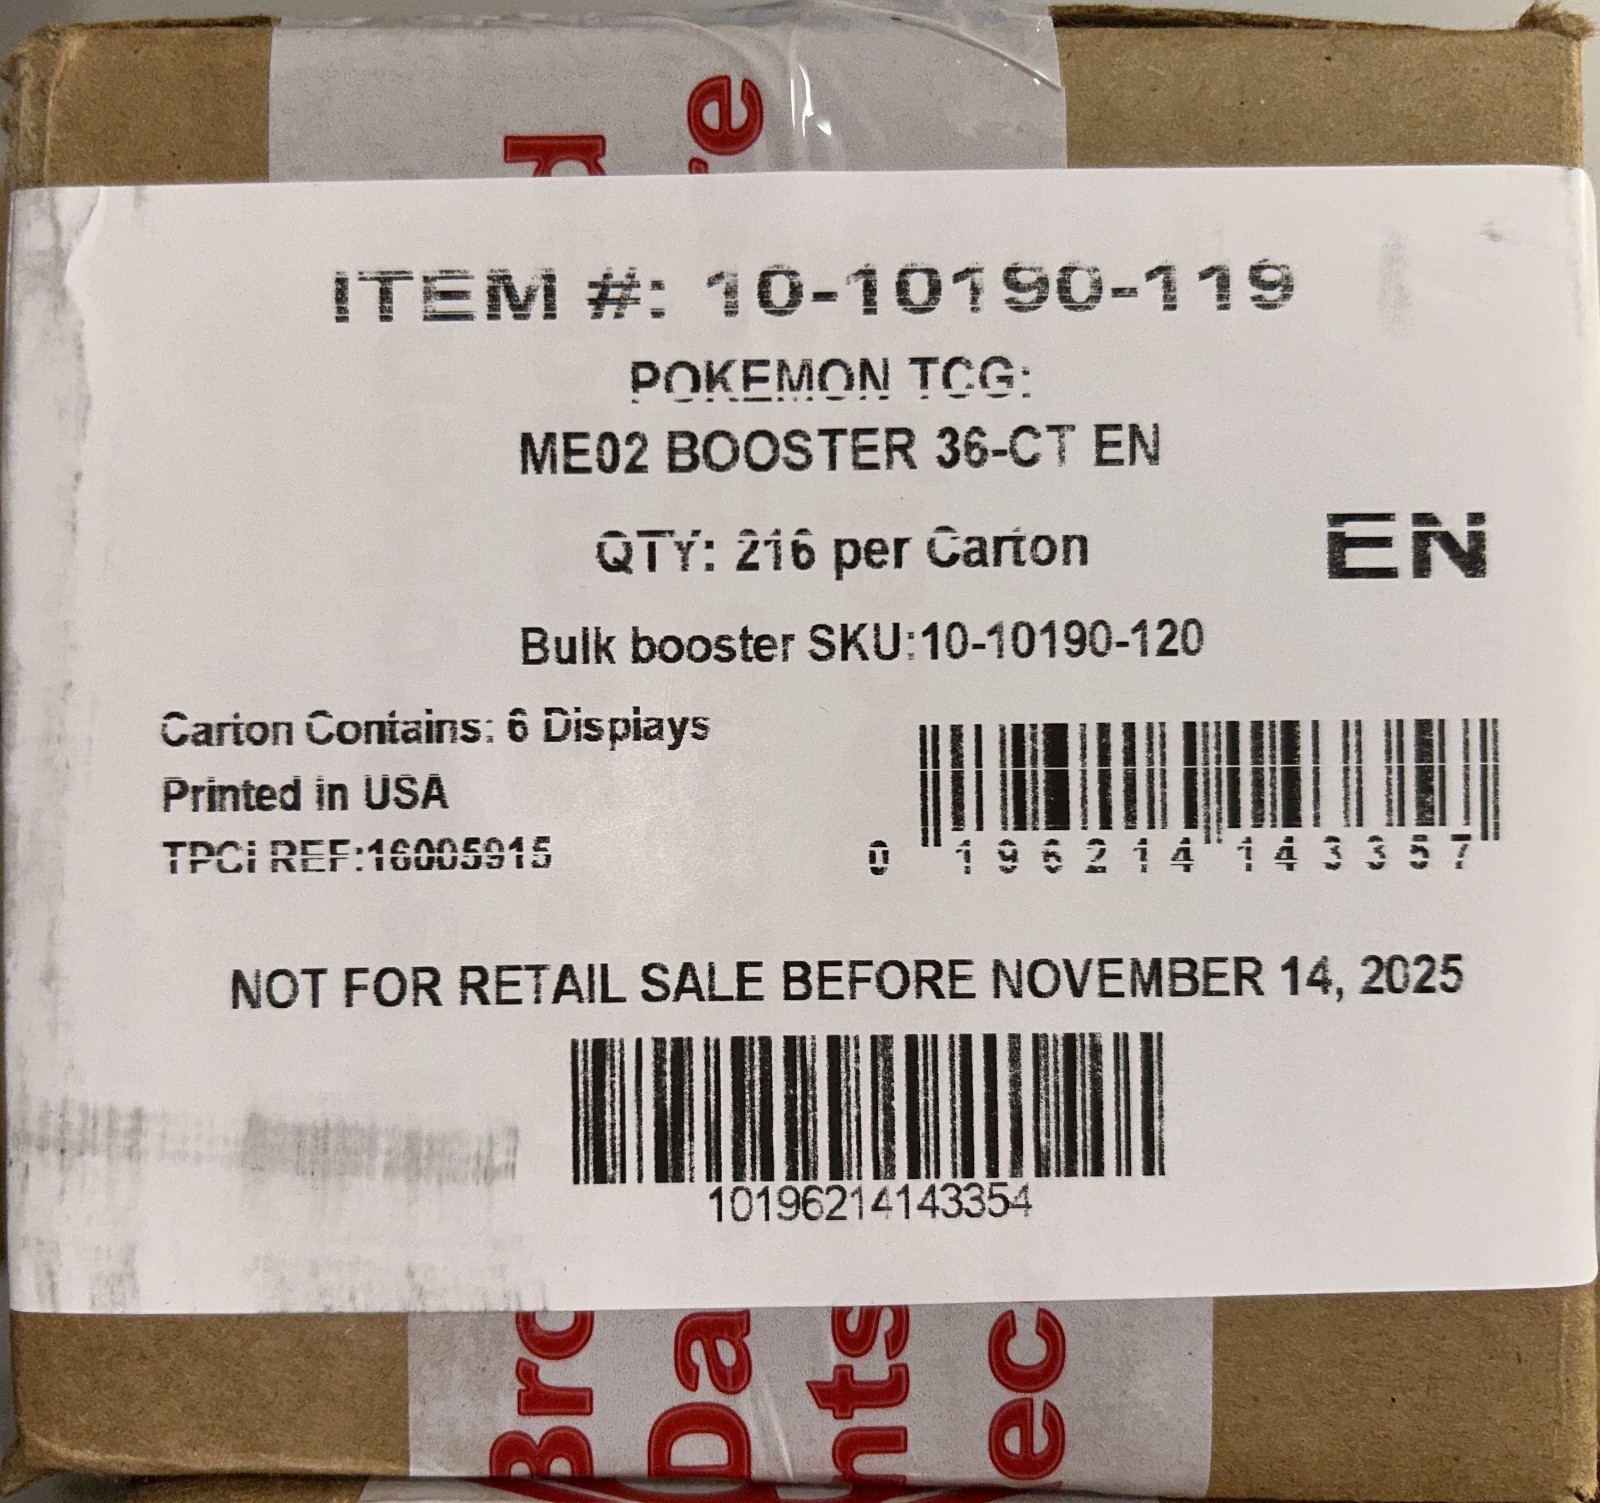 ITEM #: 10-10190-119
POKEMON TCG:
ME02 BOOSTER 36-CT EN
QTY: 216 per Carton
EN
Bulk booster SKU:10-10190-120
Carton Contains: 6 Displays
Printed in USA
TPCi REF:16005915
0 196214 143357
NOT FOR RETAIL SALE BEFORE NOVEMBER 14, 2025
10196214143354